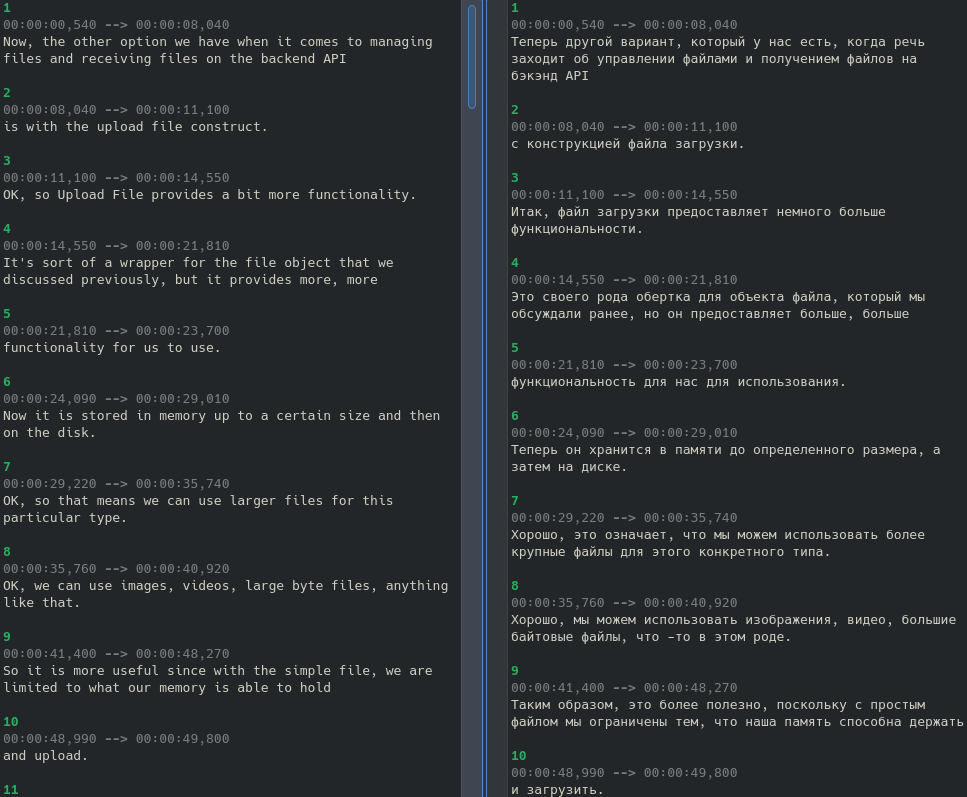 1
00:00:00,540 --> 00:00:08,040
Now, the other option we have when it comes to managing
files and receiving files on the backend API
2
00:00:08,040 --> 00:00:11,100
is with the upload file construct.
3
00:00:11,100 --> 00:00:14,550
OK, so Upload File provides a bit more functionality.
4
00:00:14,550 --> 00:00:21,810
It's sort of a wrapper for the file object that we
discussed previously, but it provides more, more
5
00:00:21,810 --> 00:00:23,700
functionality for us to use.
6
00:00:24,090 --> 00:00:29,010
Now it is stored in memory up to a certain size and then
on the disk.
7
00:00:29,220 --> 00:00:35,740
OK, so that means we can use larger files for this
particular type.
8
00:00:35,760 --> 00:00:40,920
OK, we can use images, videos, large byte files, anything
like that.
9
00:00:41,400 --> 00:00:48,270
So it is more useful since with the simple file, we are
limited to what our memory is able to hold
10
00:00:48,990 --> 00:00:49,800
and upload.
11
1
00:00:00,540 --> 00:00:08,040
Теперь другой вариант, который у нас есть, когда речь
заходит об управлении файлами и получением файлов на
бэкэнд API
2
00:00:08,040 --> 00:00:11,100
с конструкцией файла загрузки.
3
00:00:11,100 --> 00:00:14,550
Итак, файл загрузки предоставляет немного больше
функциональности.
4
00:00:14,550 --> 00:00:21,810
Это своего рода обертка для объекта файла, который мы
обсуждали ранее, но он предоставляет больше, больше
5
00:00:21,810 --> 00:00:23,700
функциональность для нас для использования.
6
00:00:24,090 --> 00:00:29,010
Теперь он хранится в памяти до определенного размера, а
затем на диске.
7
00:00:29,220 --> 00:00:35,740
Хорошо, это означает, что мы можем использовать более
крупные файлы для этого конкретного типа.
8
00:00:35,760 --> 00:00:40,920
Хорошо, мы можем использовать изображения, видео, большие
байтовые файлы, что -то в этом роде.
9
00:00:41,400 --> 00:00:48,270
Таким образом, это более полезно, поскольку с простым
файлом мы ограничены тем, что наша память способна держать
10
00:00:48,990 --> 00:00:49,800
и загрузить.